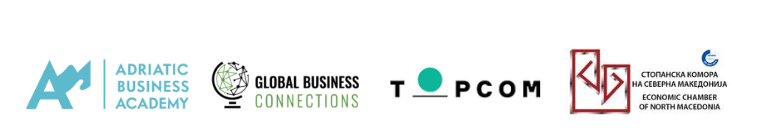 ADRIATIC
BUSINESS
ACADEMY
GLOBAL BUSINESS
CONNECTIONS
T PCOM
СТОПАНСКА КОМОРА
НА СЕВЕРНА МАКЕДОНИЈА
ECONOMIC CHAMBER
OF NORTH MACEDONIA